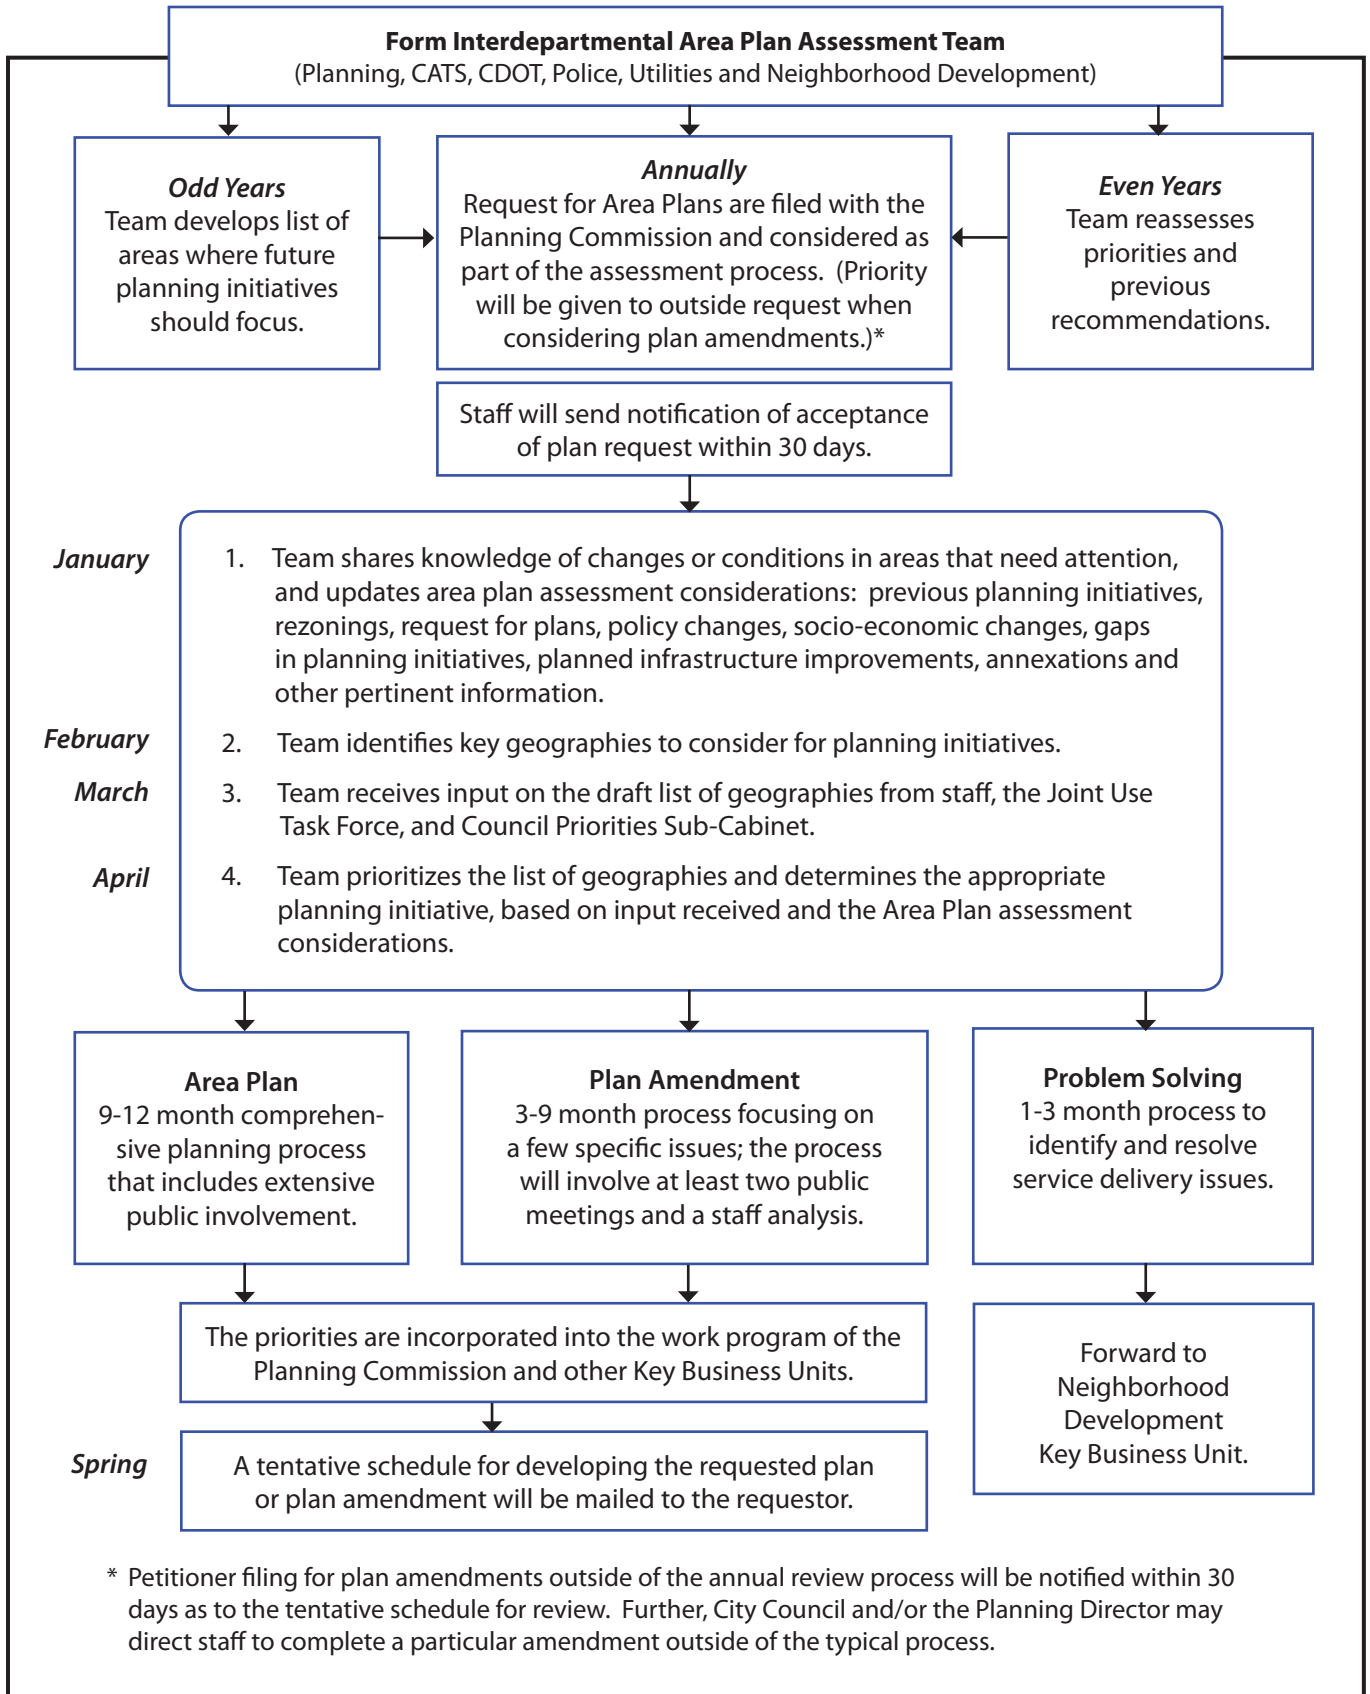 Form Interdepartmental Area Plan Assessment Team
(Planning, CATS, CDOT, Police, Utilities and Neighborhood Development)
Odd Years
Team develops list of
areas where future
planning initiatives
should focus.
Annually
Request for Area Plans are filed with the
Planning Commission and considered as
part of the assessment process.  (Priority
will be given to outside request when
considering plan amendments.)*
Even Years
Team reassesses
priorities and
previous
recommendations.
Staff will send notification of acceptance
of plan request within 30 days.
January
1. Team shares knowledge of changes or conditions in areas that need attention,
and updates area plan assessment considerations:  previous planning initiatives,
rezonings, request for plans, policy changes, socio-economic changes, gaps
in planning initiatives, planned infrastructure improvements, annexations and
other pertinent information.
February
2. Team identifies key geographies to consider for planning initiatives.
March
3. Team receives input on the draft list of geographies from staff, the Joint Use
Task Force, and Council Priorities Sub-Cabinet.
April
4. Team prioritizes the list of geographies and determines the appropriate
planning initiative, based on input received and the Area Plan assessment
considerations.
Area Plan
9-12 month comprehen-
sive planning process
that includes extensive
public involvement.
Plan Amendment
3-9 month process focusing on
a few specific issues; the process
will involve at least two public
meetings and a staff analysis.
Problem Solving
1-3 month process to
identify and resolve
service delivery issues.
The priorities are incorporated into the work program of the
Planning Commission and other Key Business Units.
Forward to
Neighborhood
Development
Key Business Unit.
Spring
A tentative schedule for developing the requested plan
or plan amendment will be mailed to the requestor.
* Petitioner filing for plan amendments outside of the annual review process will be notified within 30
days as to the tentative schedule for review.  Further, City Council and/or the Planning Director may
direct staff to complete a particular amendment outside of the typical process.